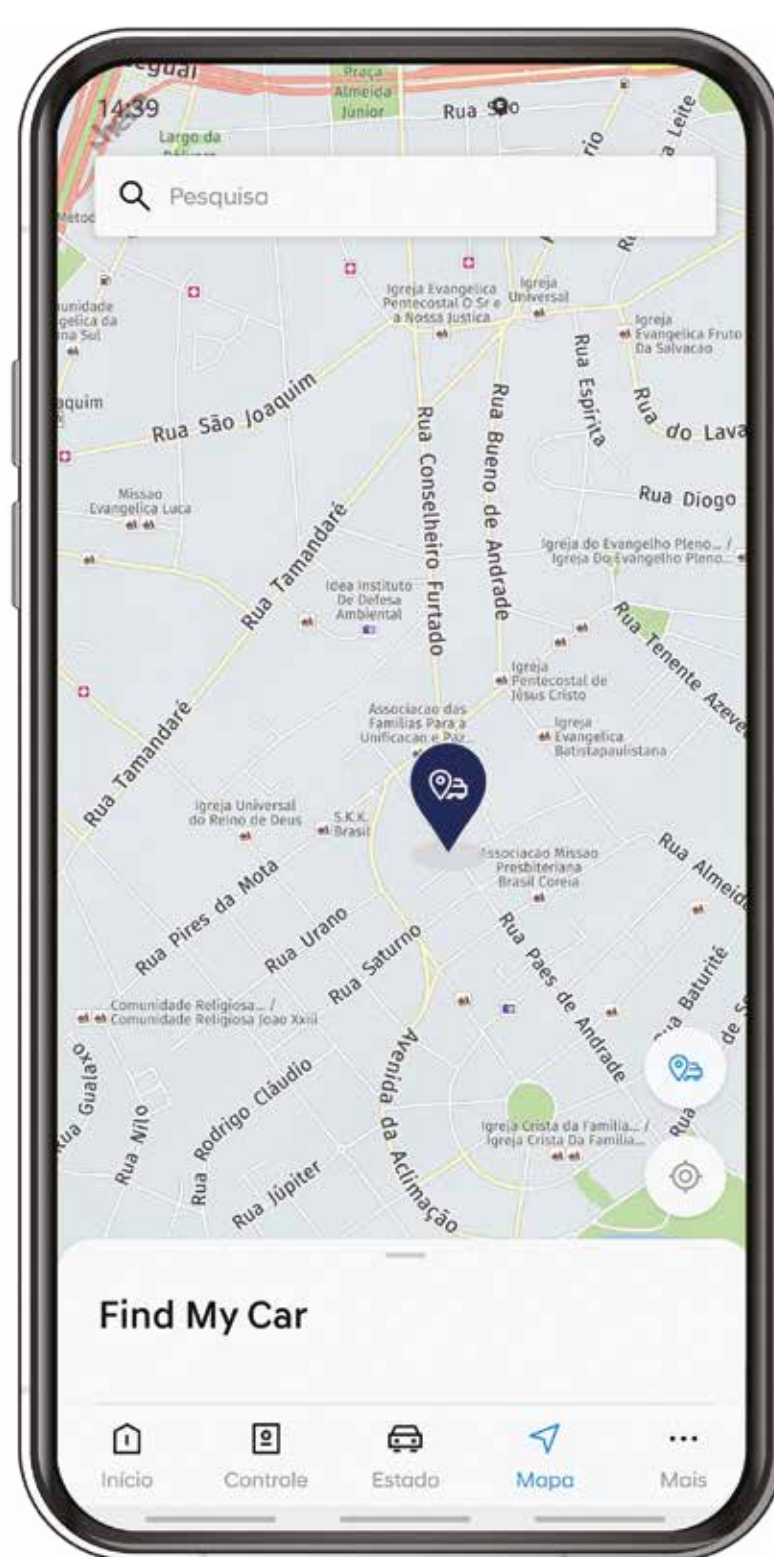 14:39
Praça
Almeida
Júnior
Rua São
Largo da
Rua
Leite
Pesquisa
Igreja Evangelica
Pentecostal O Sr e
a Nossa Justica
Igreja
Universal
Igreja
Evangelica Fruto
Da Salvacao
Rua São Joaquim
Rua Conselheiro Furtado
Rua Bueno de Andrade
Rua Espírita
Rua do Lava
Missao
Evangelica Luca
Rua Diogo
Rua Tamandaré
Igreja do Evangelho Pleno... /
Igreja Do Evangelho Pleno...
Idea Instituto
De Defesa
Ambiental
Rua Tenente Azeve
Igreja
Pentecostal de
Jésus Cristo
Associacao das
Familias Para a
Unificacao e Paz...
Igreja
Evangelica
Batistapaulistana
Rua Tamandaré
Igreja Universal
do Reino de Deus
S.K.K.
Brasil
Associacao Missao
Presbiteriana
Brasil Coreia
Rua Almeida
Rua Pires da Mota
Rua Urano
Rua Saturno
Rua Paes de Andrade
Baturité
Comunidade Religiosa... /
Comunidade Religiosa Joao Xxiii
Rua Nilo
Rua Rodrigo Cláudio
Avenida da Aclimação
Rua Júpiter
Igreja Crista da Familia... /
Igreja Crista Da Familia...
Rua
Find My Car
Início
Controle
Estado
Mapa
Mais